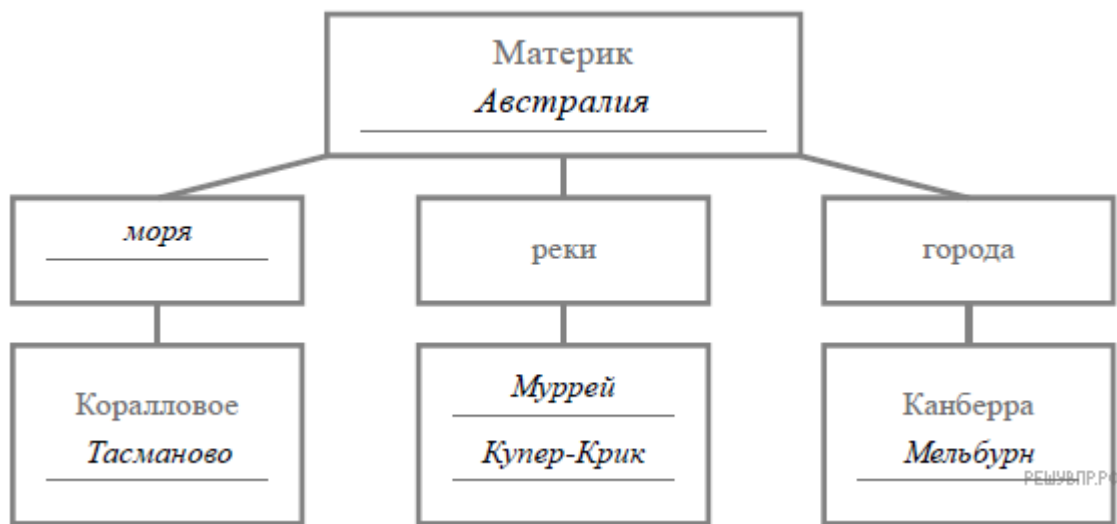 Материк
Австралия
моря
реки
города
Коралловое
Тасманово
Муррей
Купер-Крик
Канберра
Мельбурн
РЕШУВПР.РФ